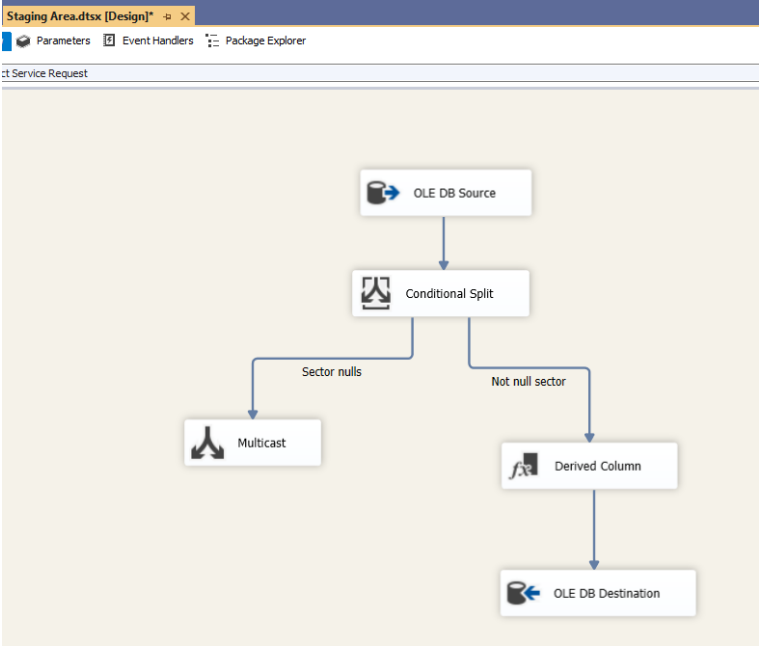 Staging Area.dtsx [Design]*
Parameters Event Handlers Package Explorer
ct Service Request
OLE DB Source
Conditional Split
Sector nulls
Not null sector
Multicast
Derived Column
OLE DB Destination